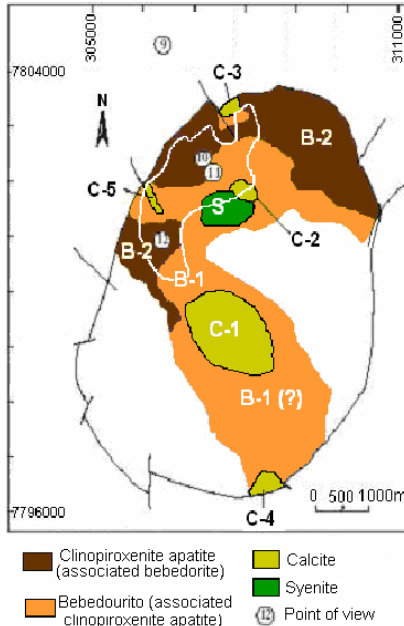 305000
311000
9
7804000
C-3
N
B-2
10
11
C-5
S
12
B-2
C-2
B-1
C-1
B-1 (?)
7796000
C-4
0 500 1000m
Clinopiroxenite apatite
(associated bebedorite)
Calcite
Syenite
Bebedourito (associated
clinopiroxenite apatite)
12 Point of view